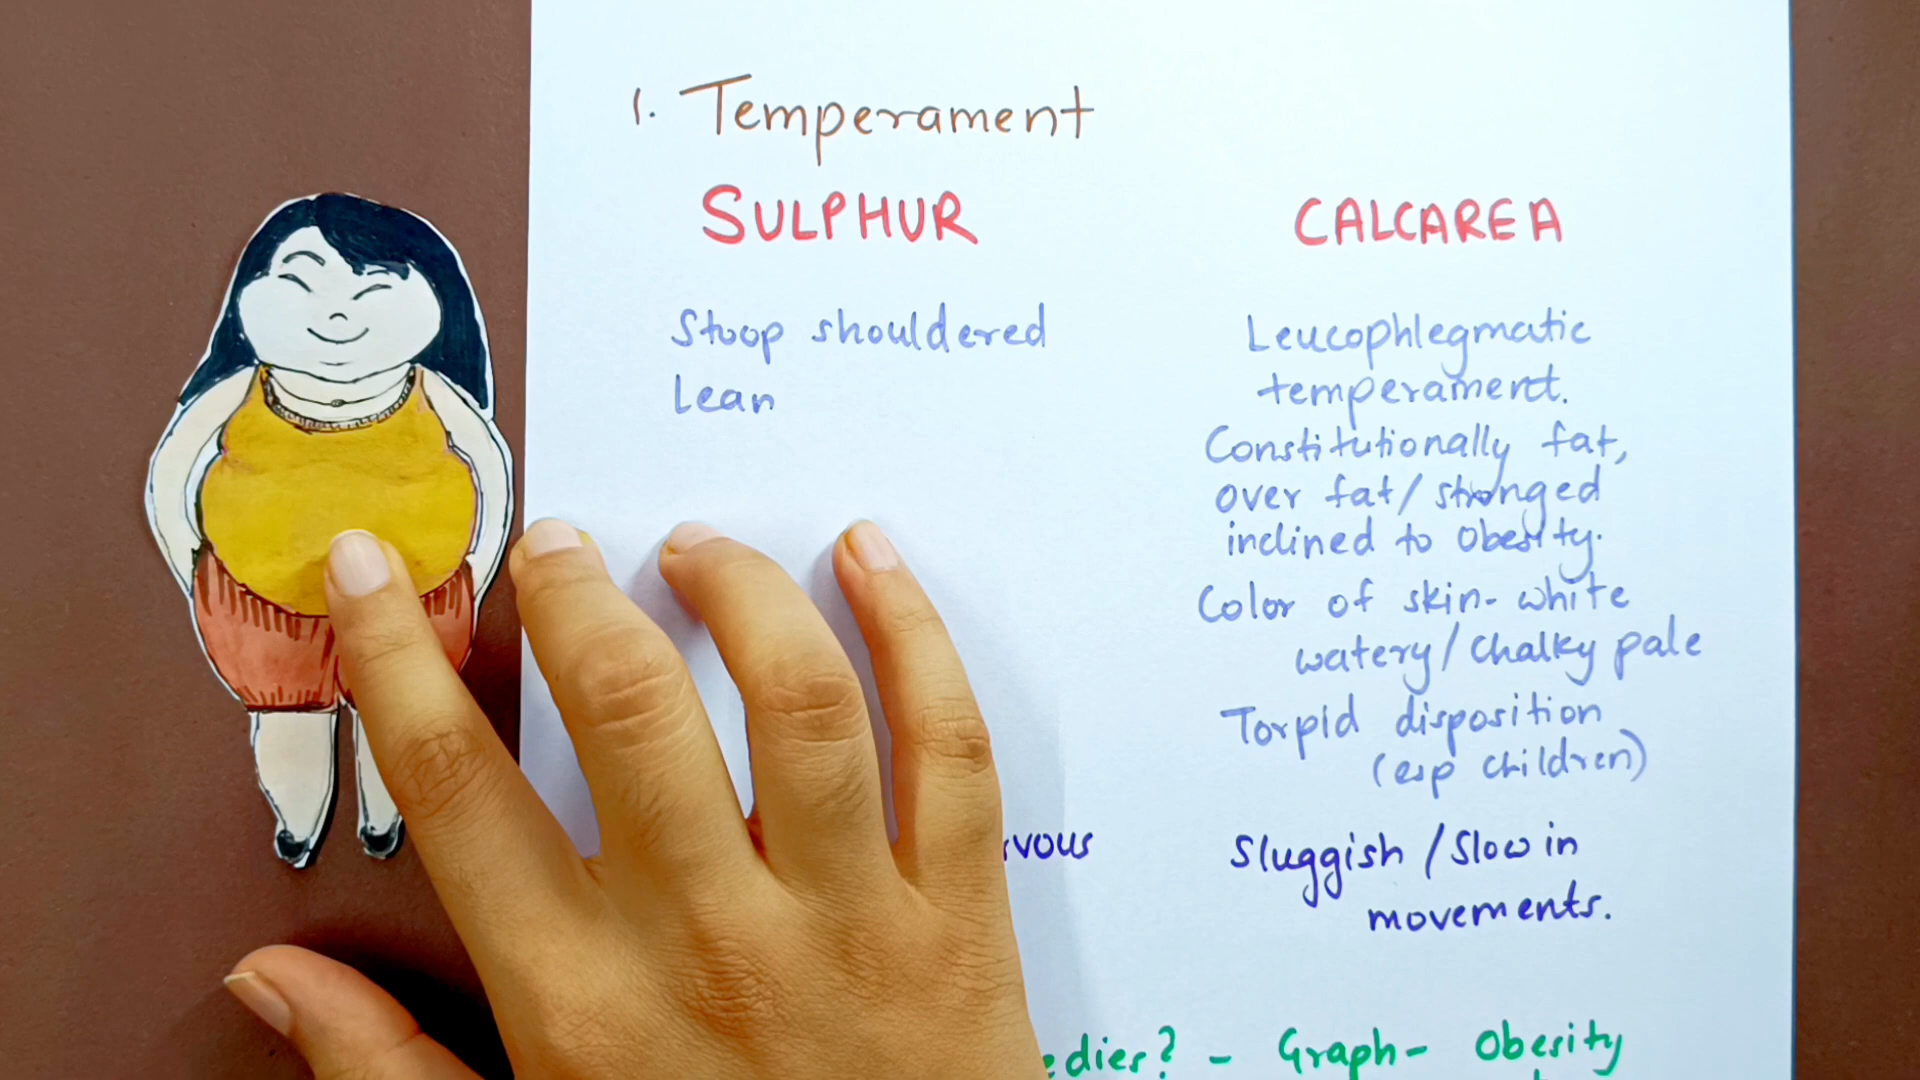 1. Temperament
SULPHUR
CALCAREA
Stoop shouldered
Lean
Leucophlegmatic
temperament.
Constitutionally fat,
over fat/stronged
inclined to Obesity.
Color of skin- white
watery/Chalky pale
Torpid disposition
(esp children)
Sluggish/Slow in
movements.
- Graph- Obesity